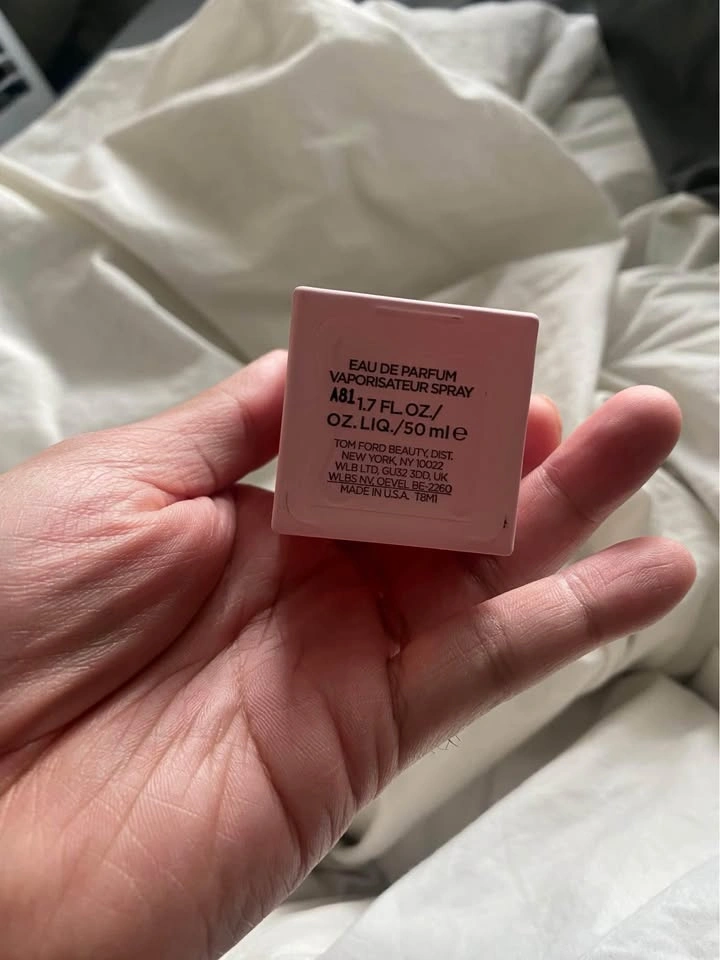 EAU DE PARFUM
VAPORISATEUR SPRAY
A81 1.7 FL.OZ./
OZ. LIQ./50 ml e
TOM FORD BEAUTY, DIST.
NEW YORK, NY 10022
WLB LTD, GU32 3DD, UK
WLBS NV. OEVEL BE-2260
MADE IN U.S.A. T8M1